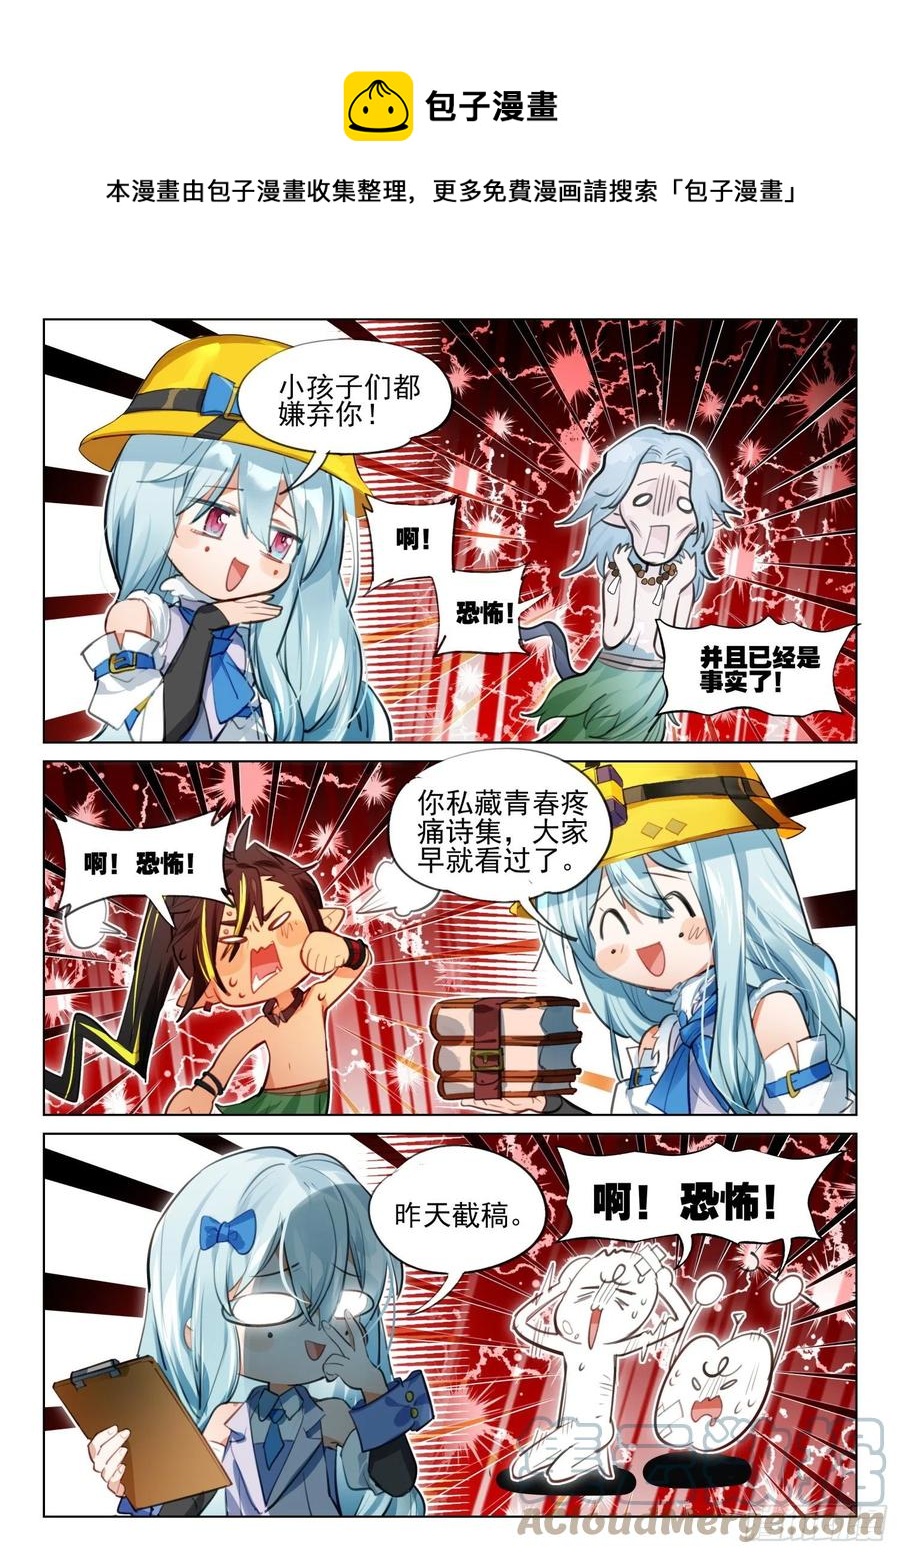 包子漫畫
本漫畫由包子漫畫收集整理，更多免費漫画請搜索「包子漫畫」
小孩子们都
嫌弃你！
啊！
恐怖！
并且已经是
事实了！
啊！恐怖！
你私藏青春疼
痛诗集，大家
早就看过了。
昨天截稿。
啊！恐怖！
AcloudMerge.com